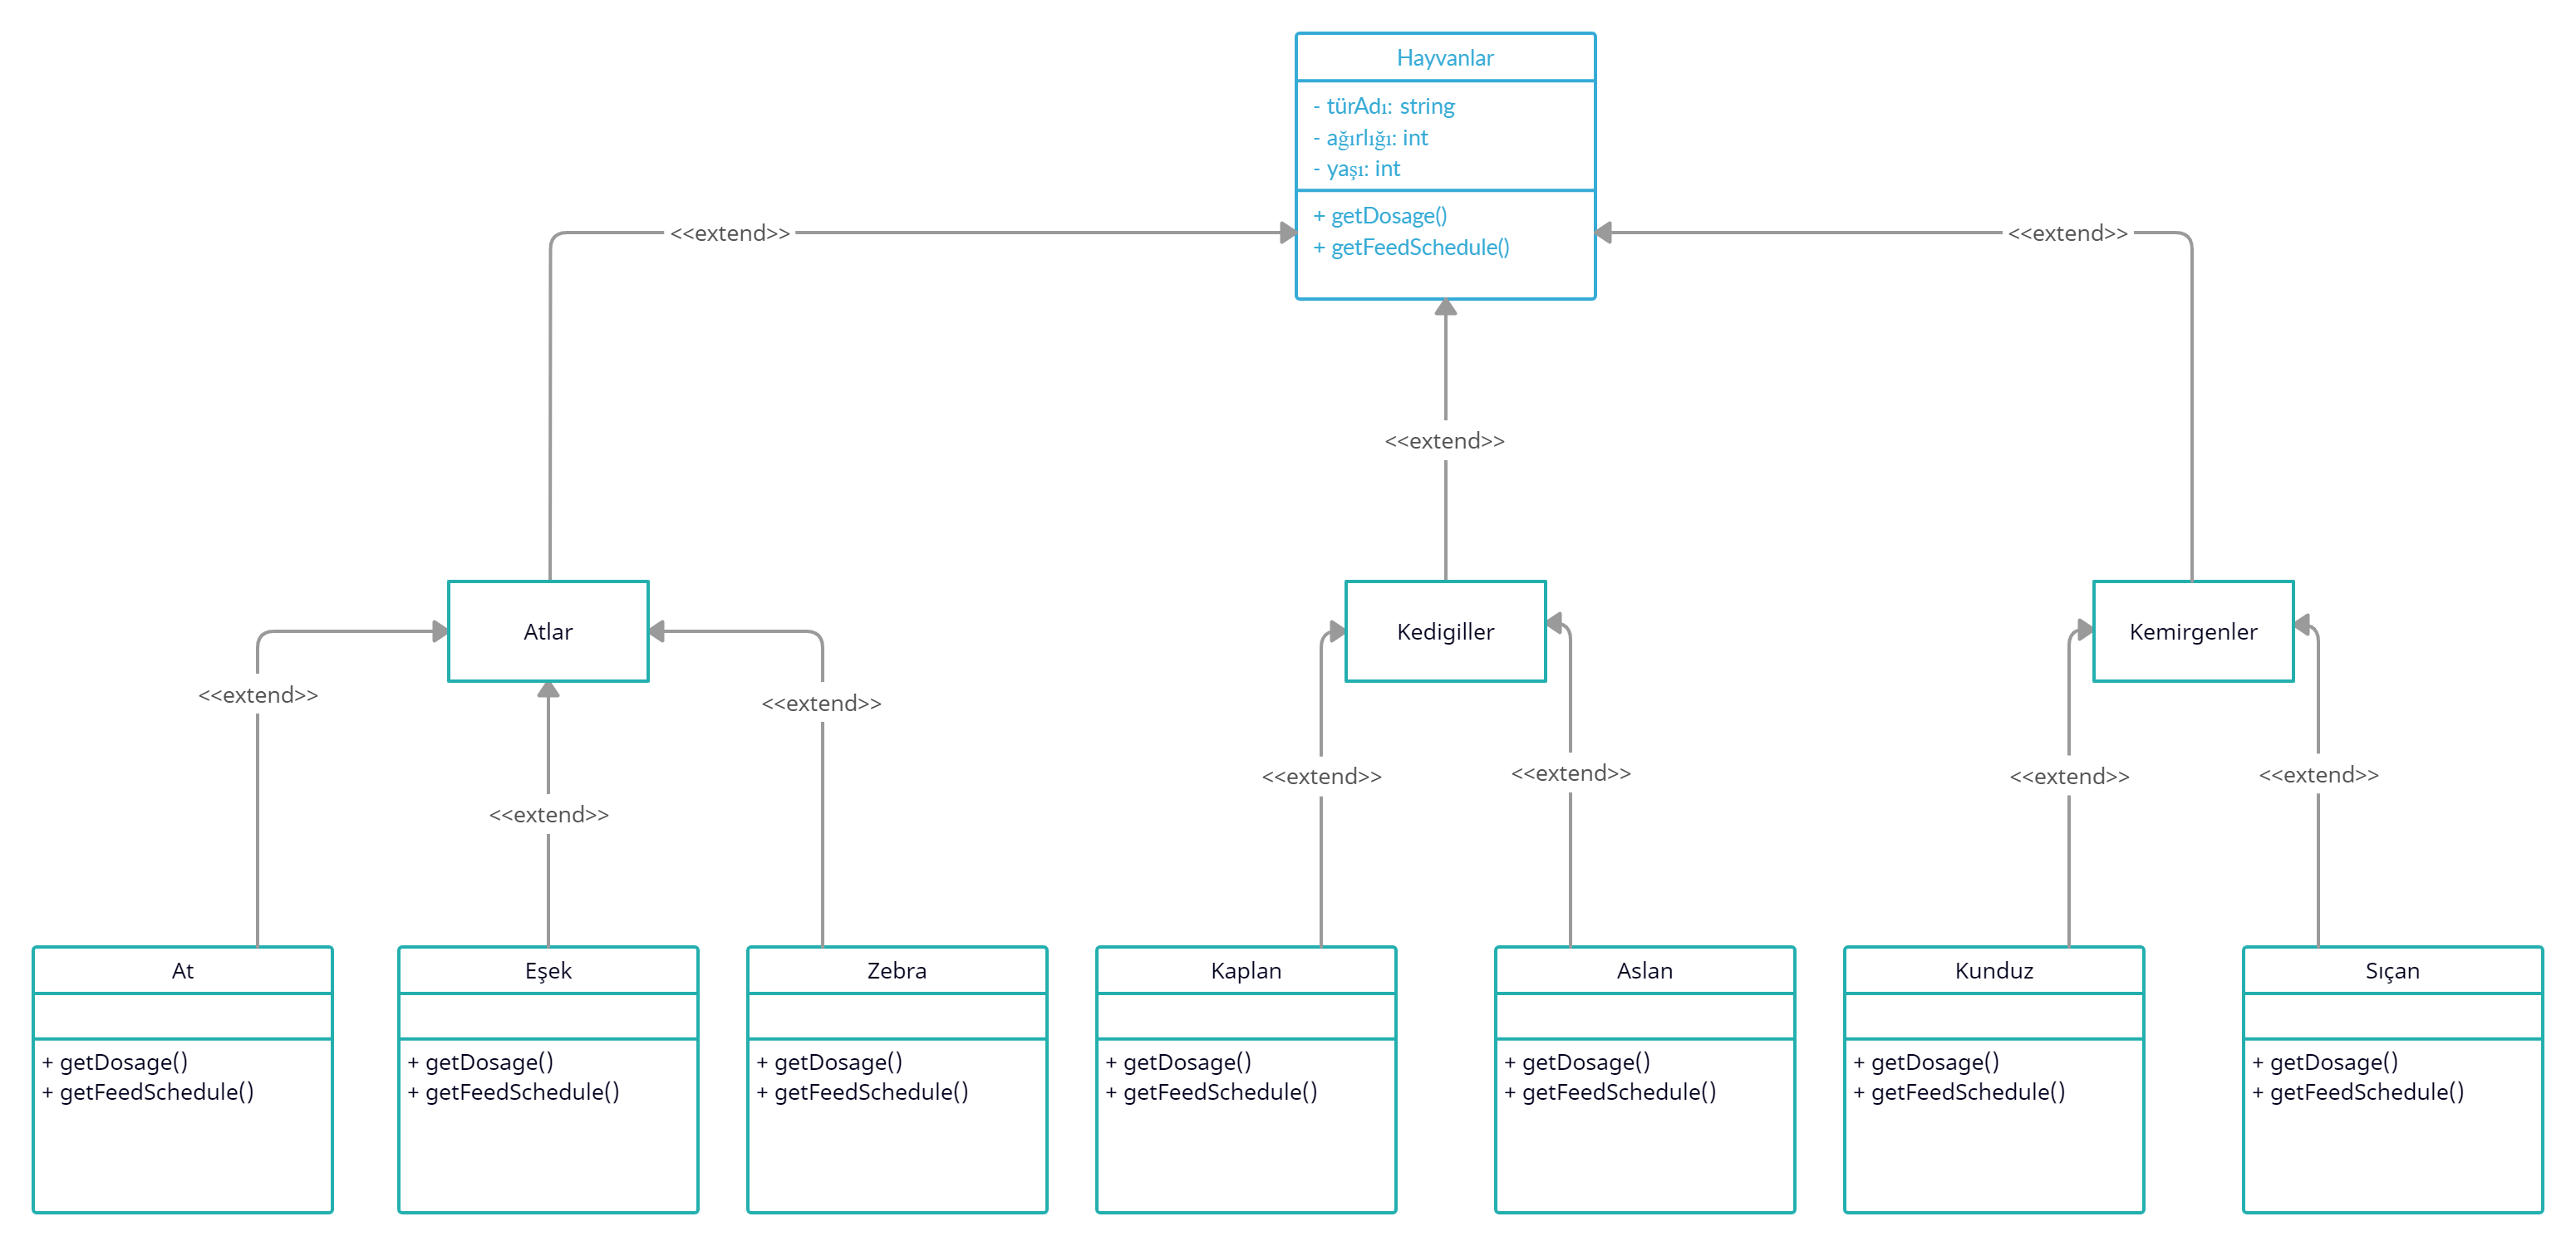 Hayvanlar
- türAdı: string
- ağırlığı: int
- yaşı: int
+ getDosage()
+ getFeedSchedule()
<<extend>>
<<extend>>
<<extend>>
Atlar
Kedigiller
Kemirgenler
<<extend>>
<<extend>>
<<extend>>
<<extend>>
<<extend>>
<<extend>>
<<extend>>
At
+ getDosage()
+ getFeedSchedule()
Eşek
+ getDosage()
+ getFeedSchedule()
Zebra
+ getDosage()
+ getFeedSchedule()
Kaplan
+ getDosage()
+ getFeedSchedule()
Aslan
+ getDosage()
+ getFeedSchedule()
Kunduz
+ getDosage()
+ getFeedSchedule()
Sıçan
+ getDosage()
+ getFeedSchedule()